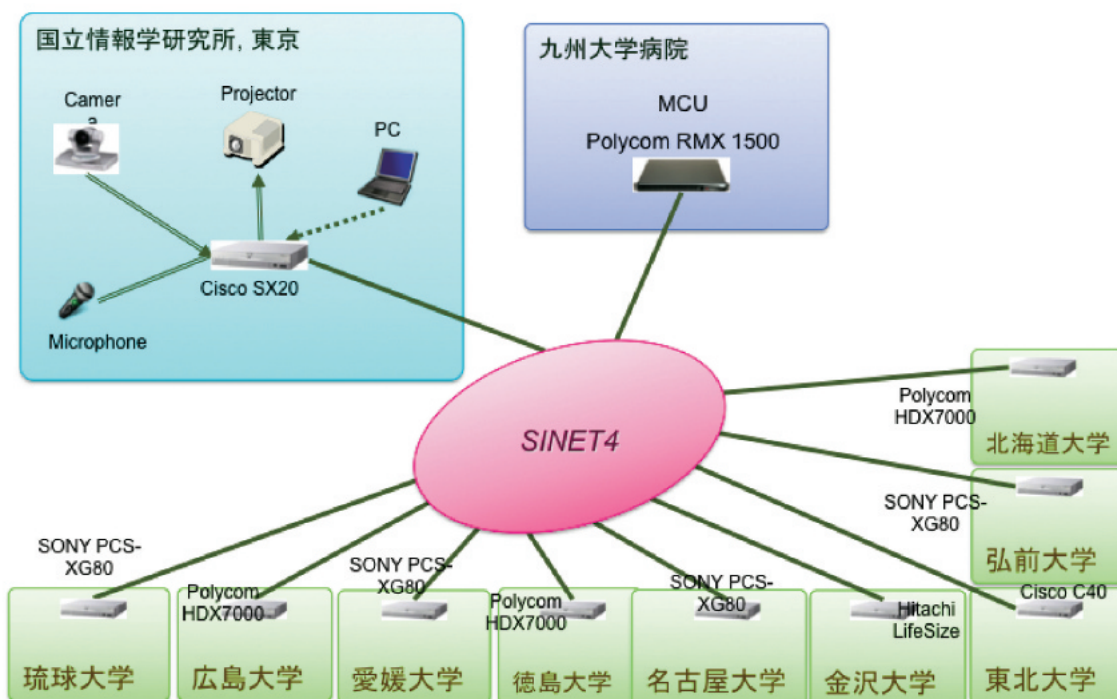 国立情報学研究所, 東京
Camer
a
Projector
PC
Cisco SX20
Microphone
九州大学病院
MCU
Polycom RMX 1500
SINET4
Polycom
HDX7000
北海道大学
SONY PCS-
XG80
弘前大学
Cisco C40
東北大学
SONY PCS-
XG80
琉球大学
Polycom
HDX7000
広島大学
SONY PCS-
XG80
愛媛大学
Polycom
HDX7000
徳島大学
SONY PCS-
XG80
名古屋大学
Hitachi
LifeSize
金沢大学